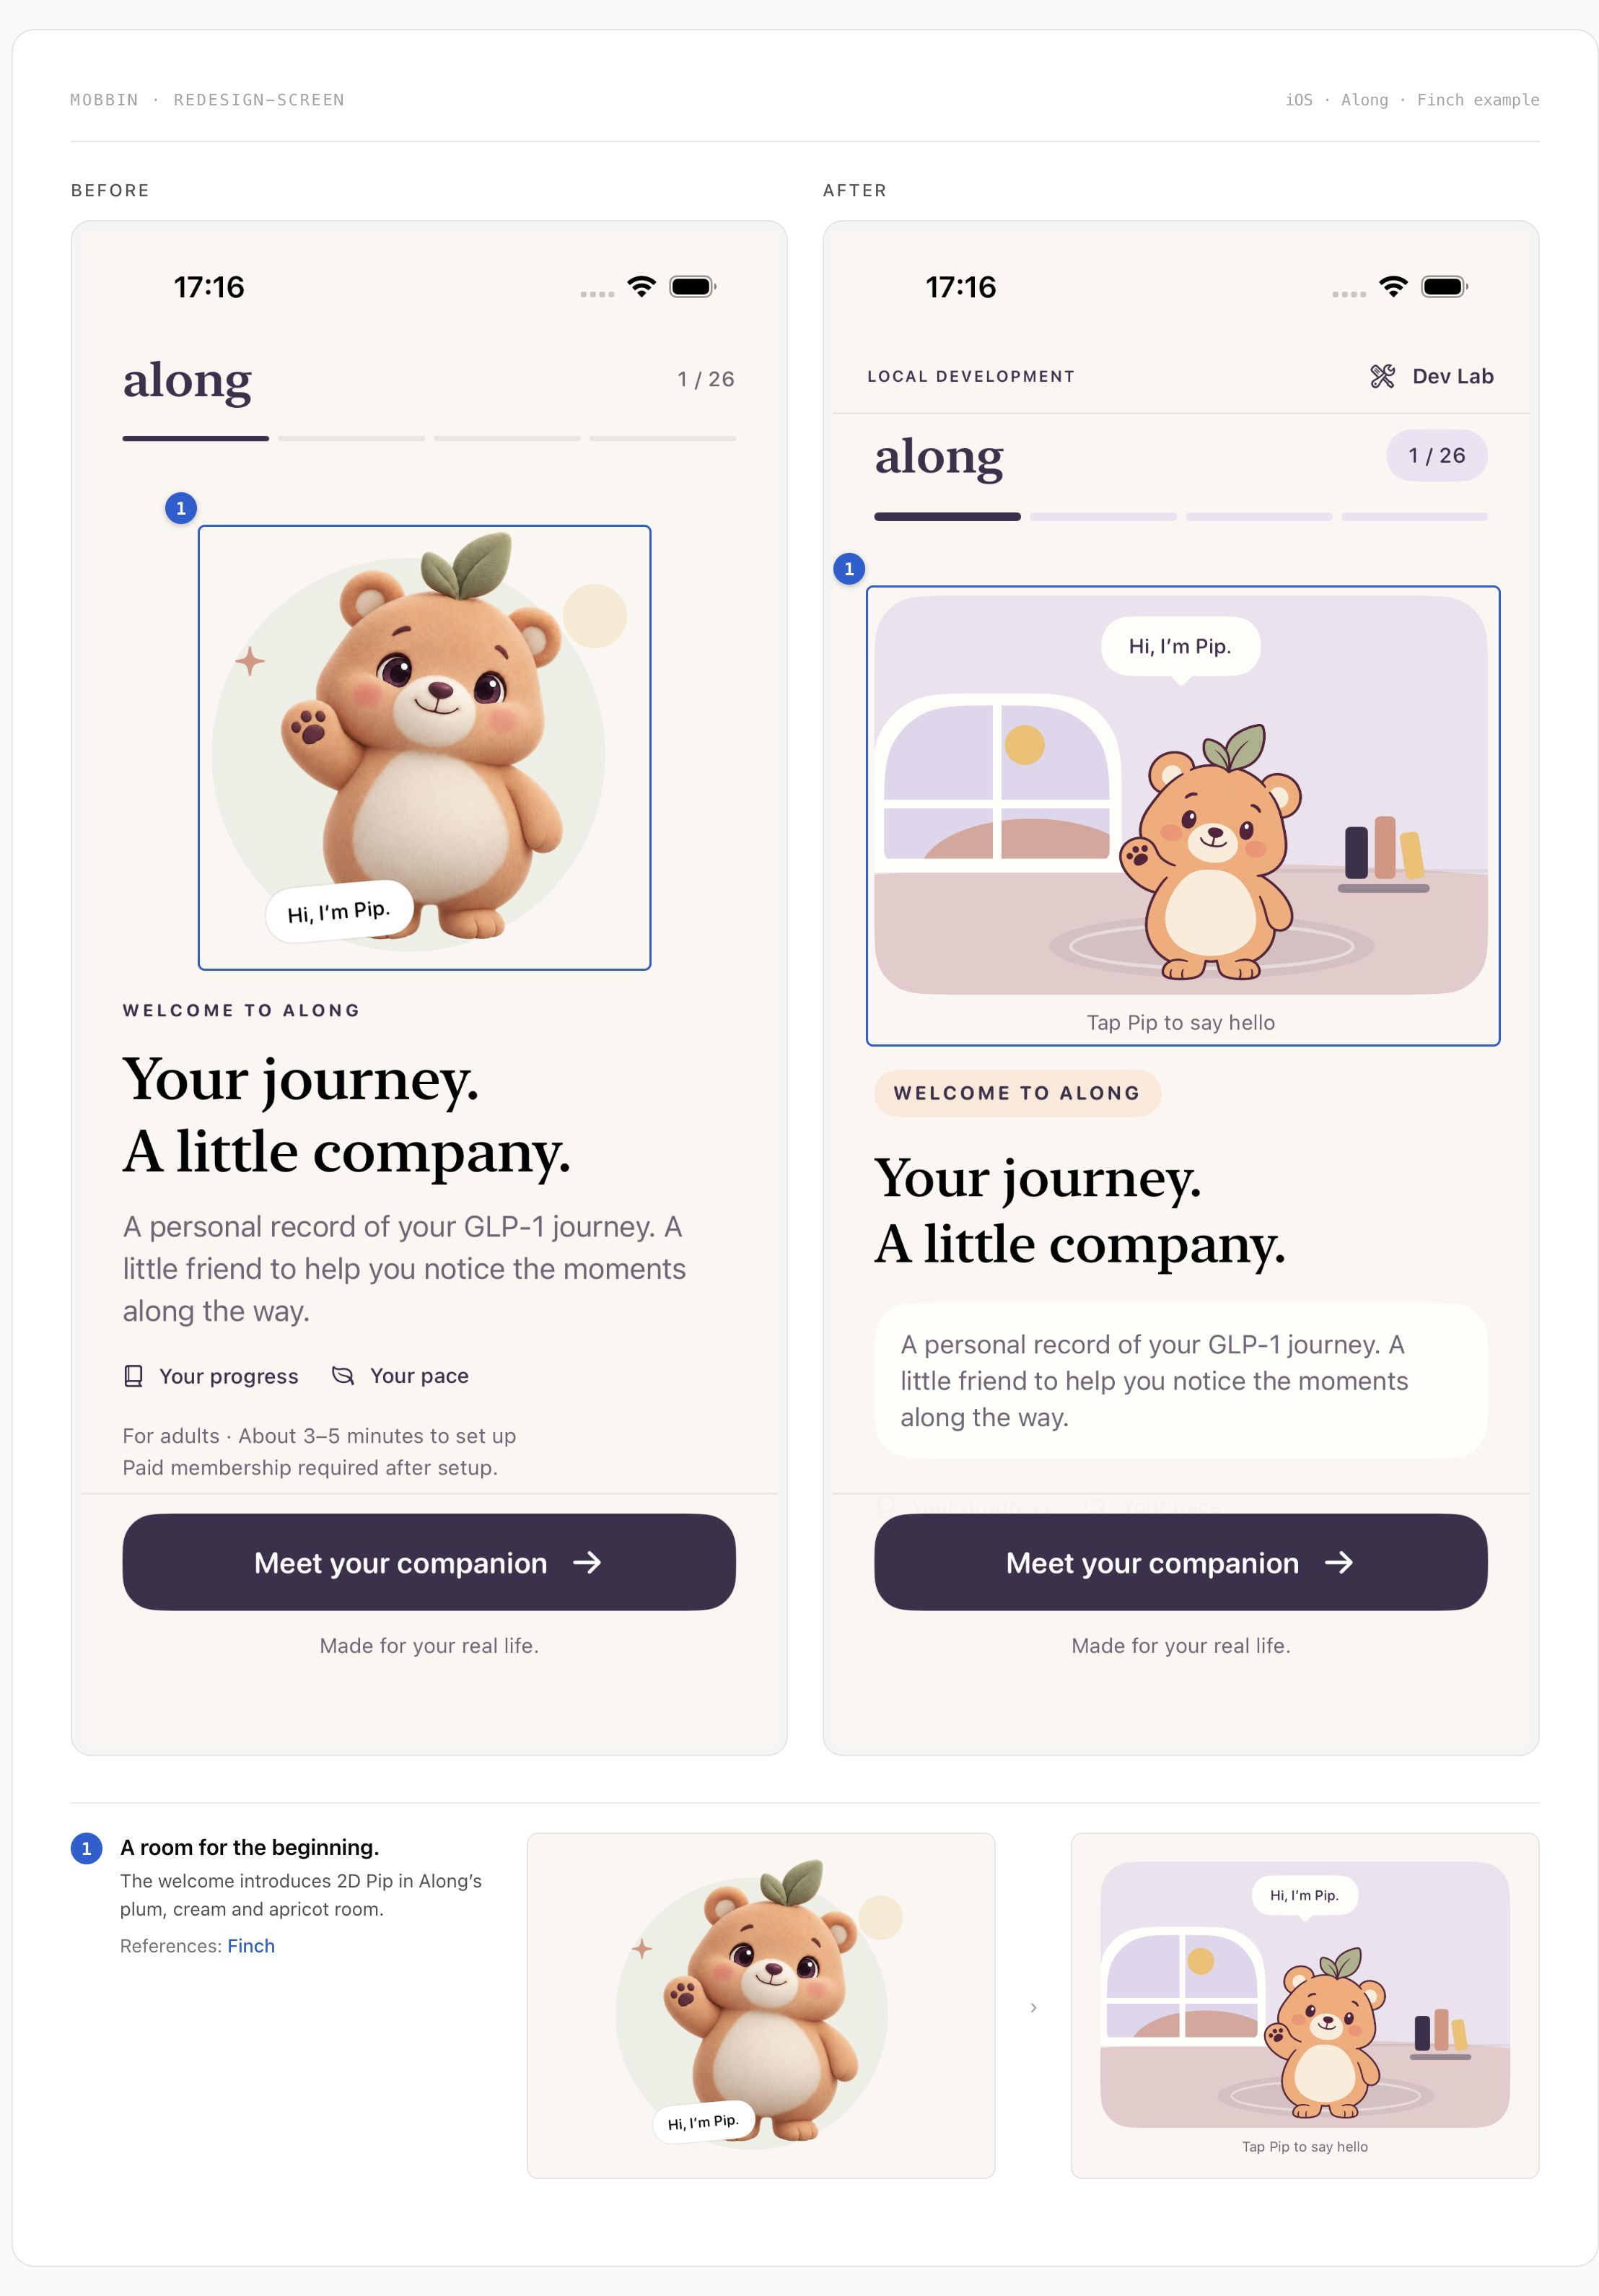 MOBBIN · REDESIGN-SCREEN
iOS · Along · Finch example
BEFORE
17:16
along
1 / 26
1
Hi, I'm Pip.
WELCOME TO ALONG
Your journey.
A little company.
A personal record of your GLP-1 journey. A
little friend to help you notice the moments
along the way.
Your progress
Your pace
For adults · About 3–5 minutes to set up
Paid membership required after setup.
Meet your companion →
Made for your real life.
AFTER
17:16
LOCAL DEVELOPMENT
Dev Lab
along
1 / 26
1
Hi, I'm Pip.
Tap Pip to say hello
WELCOME TO ALONG
Your journey.
A little company.
A personal record of your GLP-1 journey. A
little friend to help you notice the moments
along the way.
Your progress
Your pace
Meet your companion →
Made for your real life.
1
A room for the beginning.
The welcome introduces 2D Pip in Along's
plum, cream and apricot room.
References: Finch
Hi, I'm Pip.
›
Hi, I'm Pip.
Tap Pip to say hello